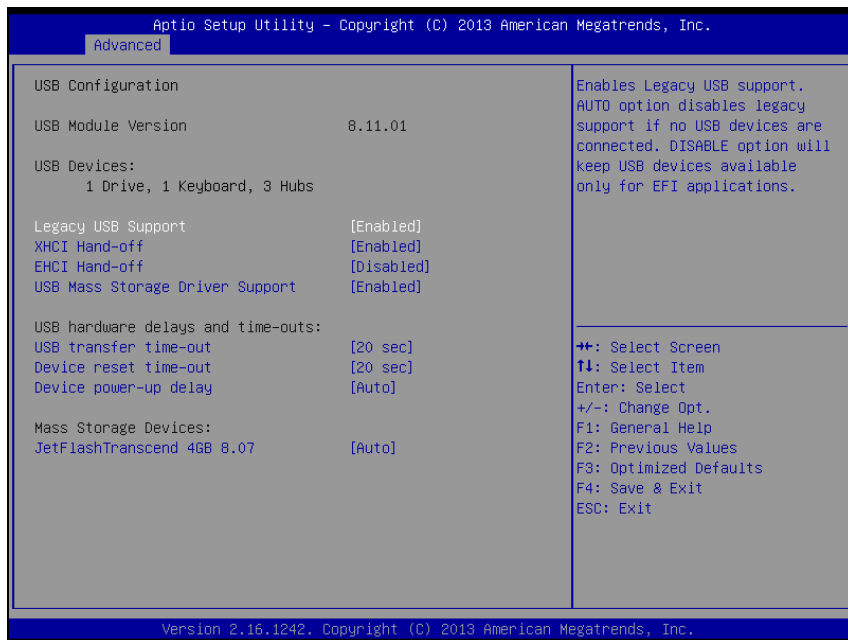 Aptio Setup Utility – Copyright (C) 2013 American Megatrends, Inc.
Advanced
USB Configuration
USB Module Version 8.11.01
USB Devices:
1 Drive, 1 Keyboard, 3 Hubs
Legacy USB Support [Enabled]
XHCI Hand-off [Enabled]
EHCI Hand-off [Disabled]
USB Mass Storage Driver Support [Enabled]
USB hardware delays and time-outs:
USB transfer time-out [20 sec]
Device reset time-out [20 sec]
Device power-up delay [Auto]
Mass Storage Devices:
JetFlashTranscend 4GB 8.07 [Auto]
Enables Legacy USB support.
AUTO option disables legacy
support if no USB devices are
connected. DISABLE option will
keep USB devices available
only for EFI applications.
→←: Select Screen
↑↓: Select Item
Enter: Select
+/-: Change Opt.
F1: General Help
F2: Previous Values
F3: Optimized Defaults
F4: Save & Exit
ESC: Exit
Version 2.16.1242. Copyright (C) 2013 American Megatrends, Inc.